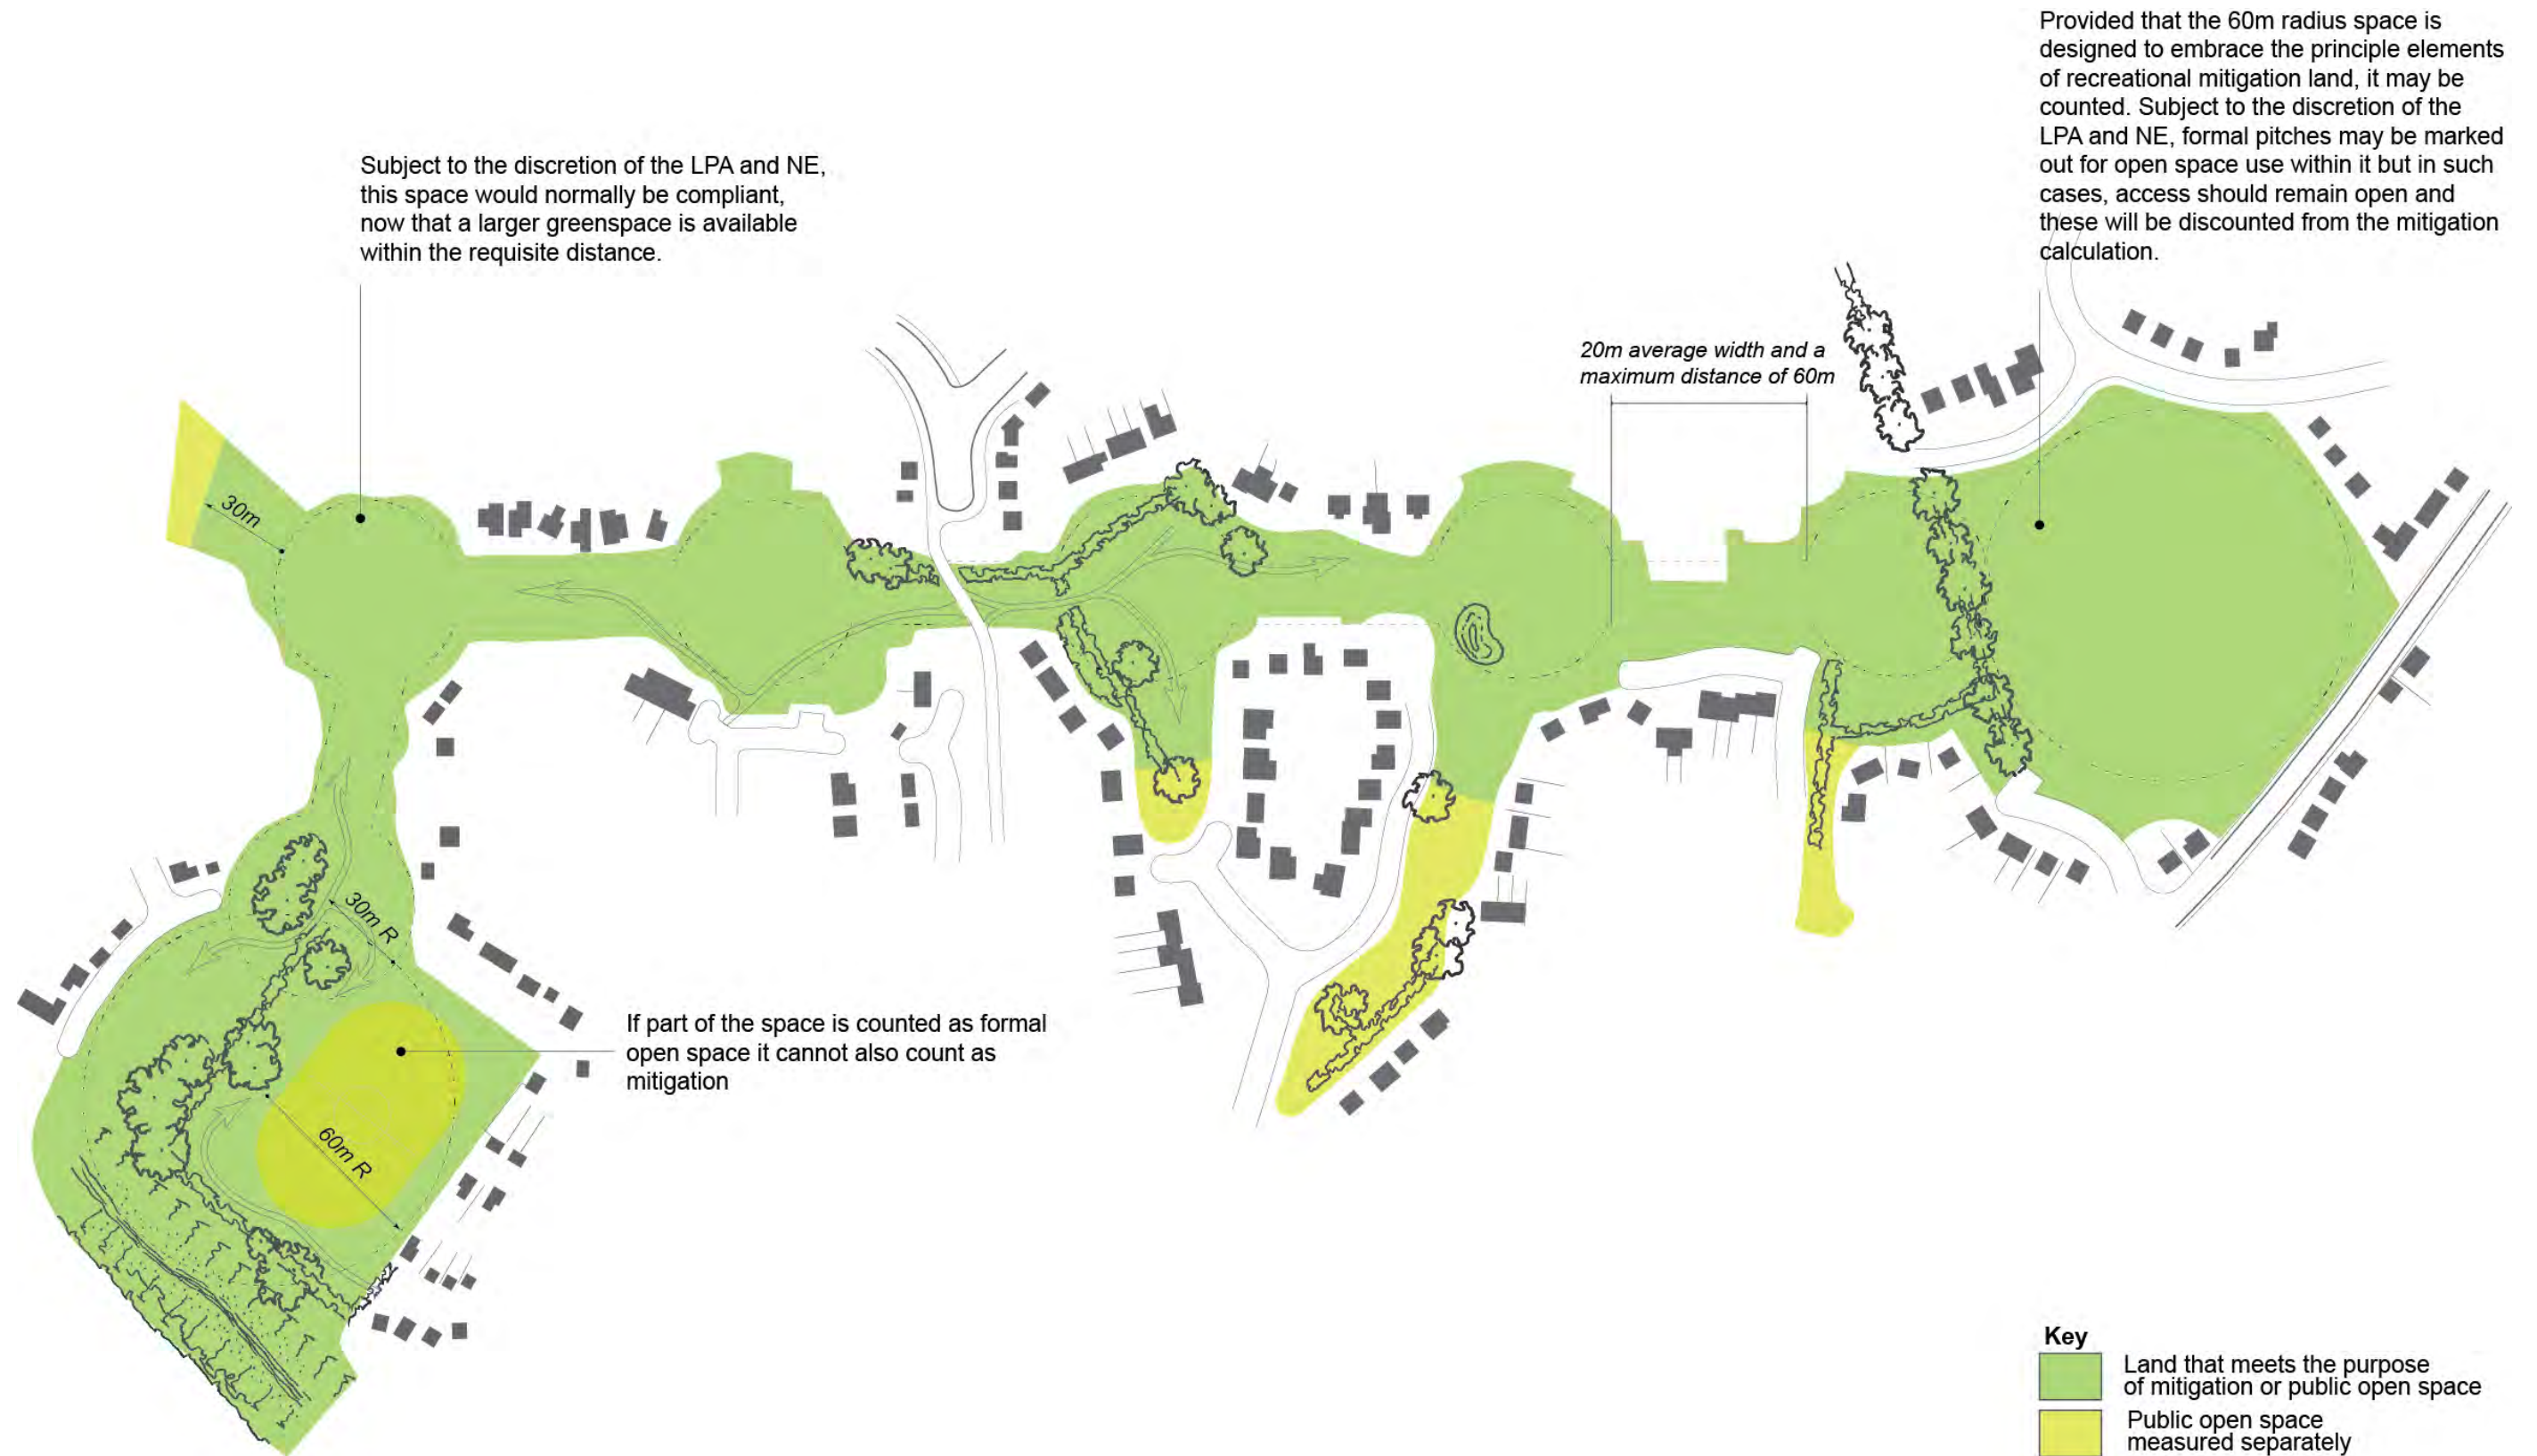 Provided that the 60m radius space is
designed to embrace the principle elements
of recreational mitigation land, it may be
counted. Subject to the discretion of the
LPA and NE, formal pitches may be marked
out for open space use within it but in such
cases, access should remain open and
these will be discounted from the mitigation
calculation.
Subject to the discretion of the LPA and NE,
this space would normally be compliant,
now that a larger greenspace is available
within the requisite distance.
20m average width and a
maximum distance of 60m
30m
30m R
If part of the space is counted as formal
open space it cannot also count as
mitigation
60m R
Key
Land that meets the purpose
of mitigation or public open space
Public open space
measured separately